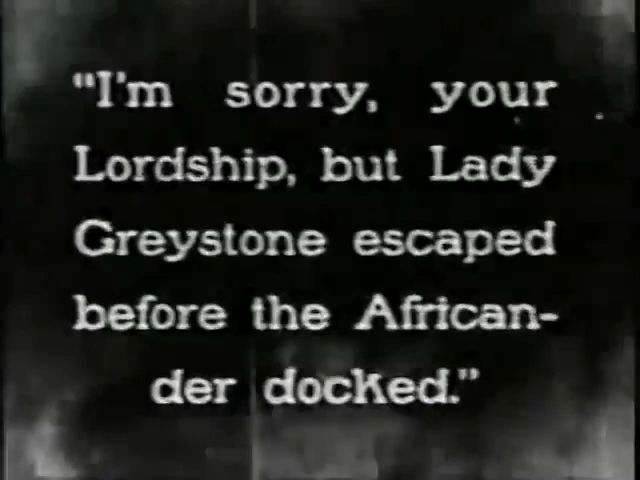 "I'm sorry, your
Lordship, but Lady
Greystone escaped
before the African-
der docked."